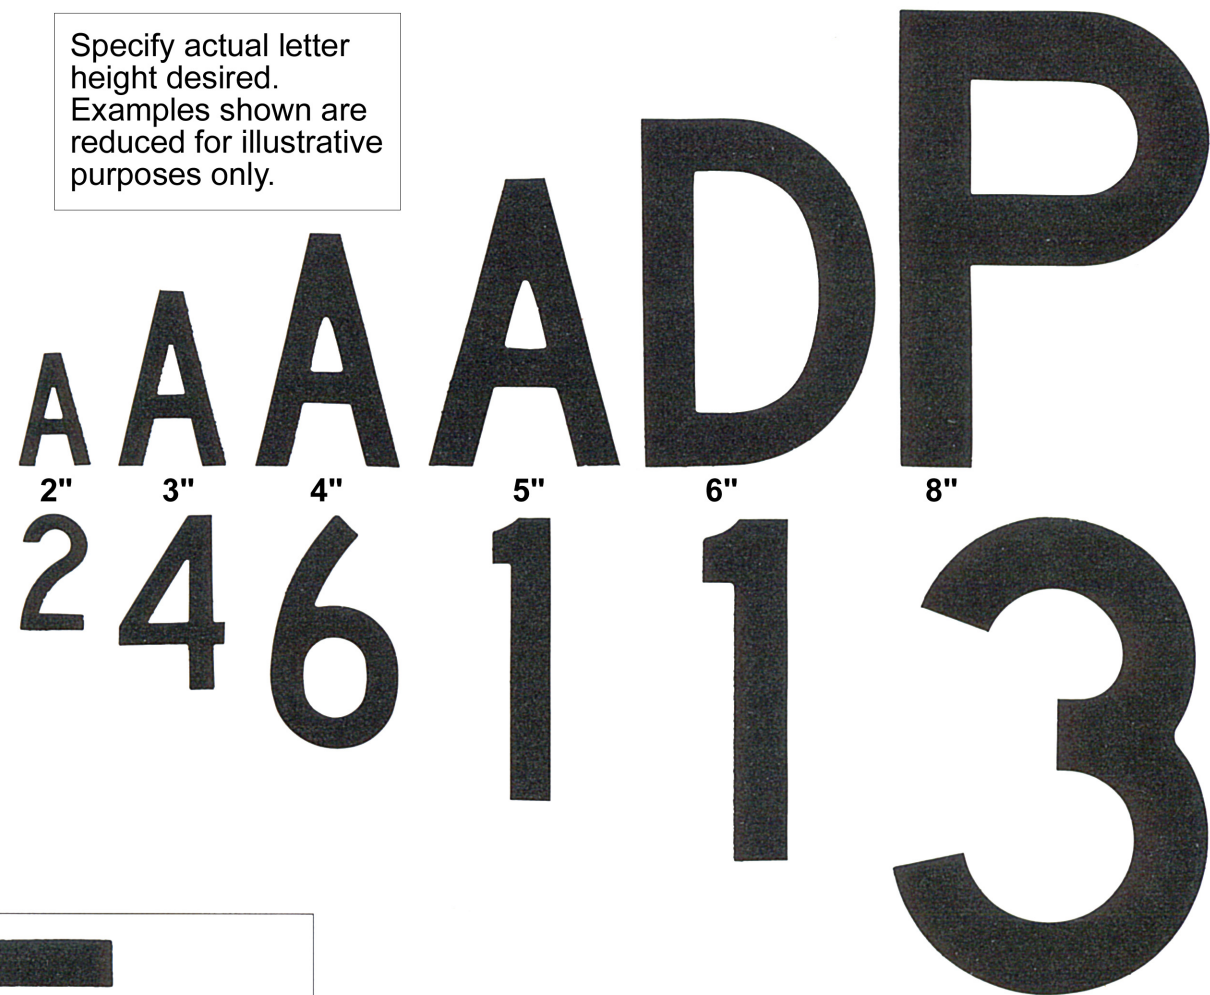 Specify actual letter
height desired.
Examples shown are
reduced for illustrative
purposes only.
A A A A D P
2" 3" 4" 5" 6" 8"
2 4 6 1 1 3